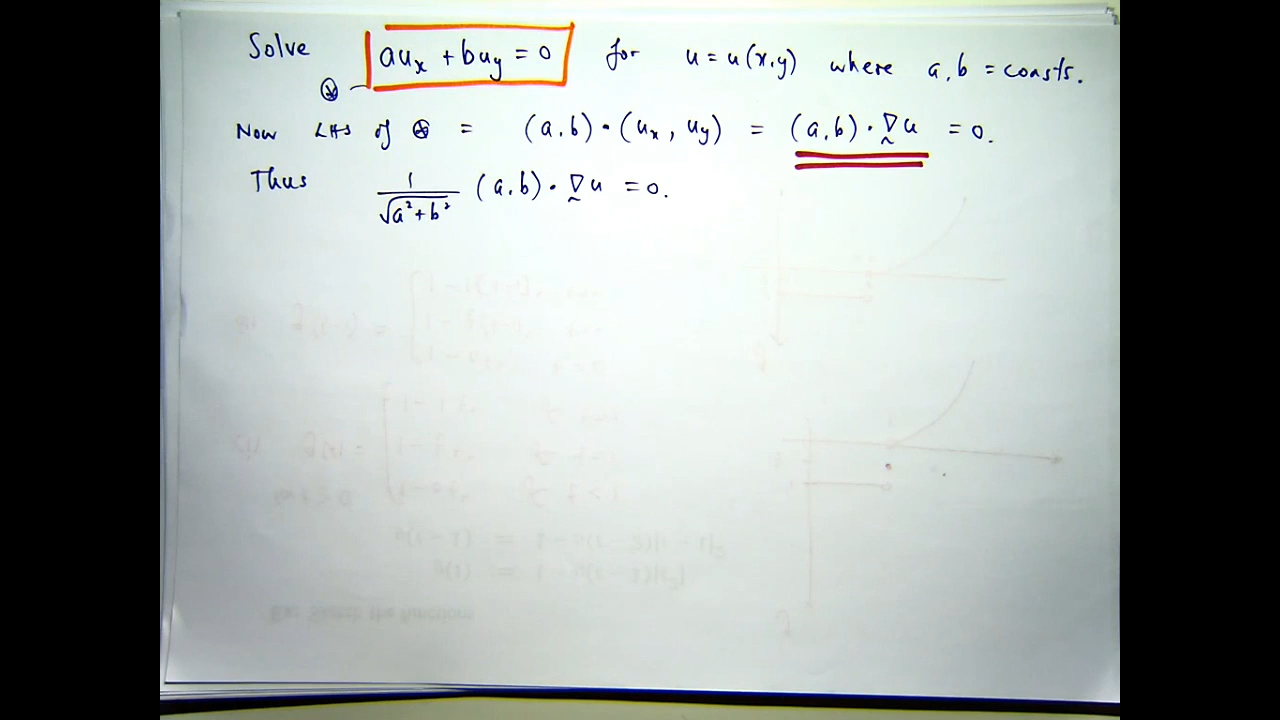 Solve au_x + bu_y = 0 for u = u(x,y) where a, b = consts.
⊛
Now LHS of ⊛ = (a,b) • (u_x, u_y) = (a,b) • ∇u = 0.
Thus 1/√(a² + b²) (a,b) • ∇u = 0.